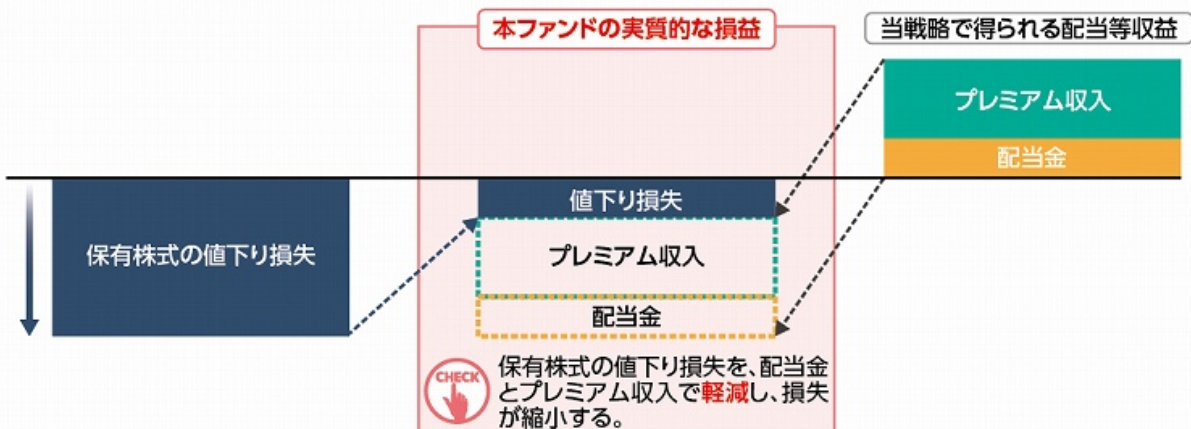 本ファンドの実質的な損益
当戦略で得られる配当等収益
プレミアム収入
配当金
保有株式の値下り損失
値下り損失
プレミアム収入
配当金
CHECK
保有株式の値下り損失を、配当金
とプレミアム収入で軽減し、損失
が縮小する。